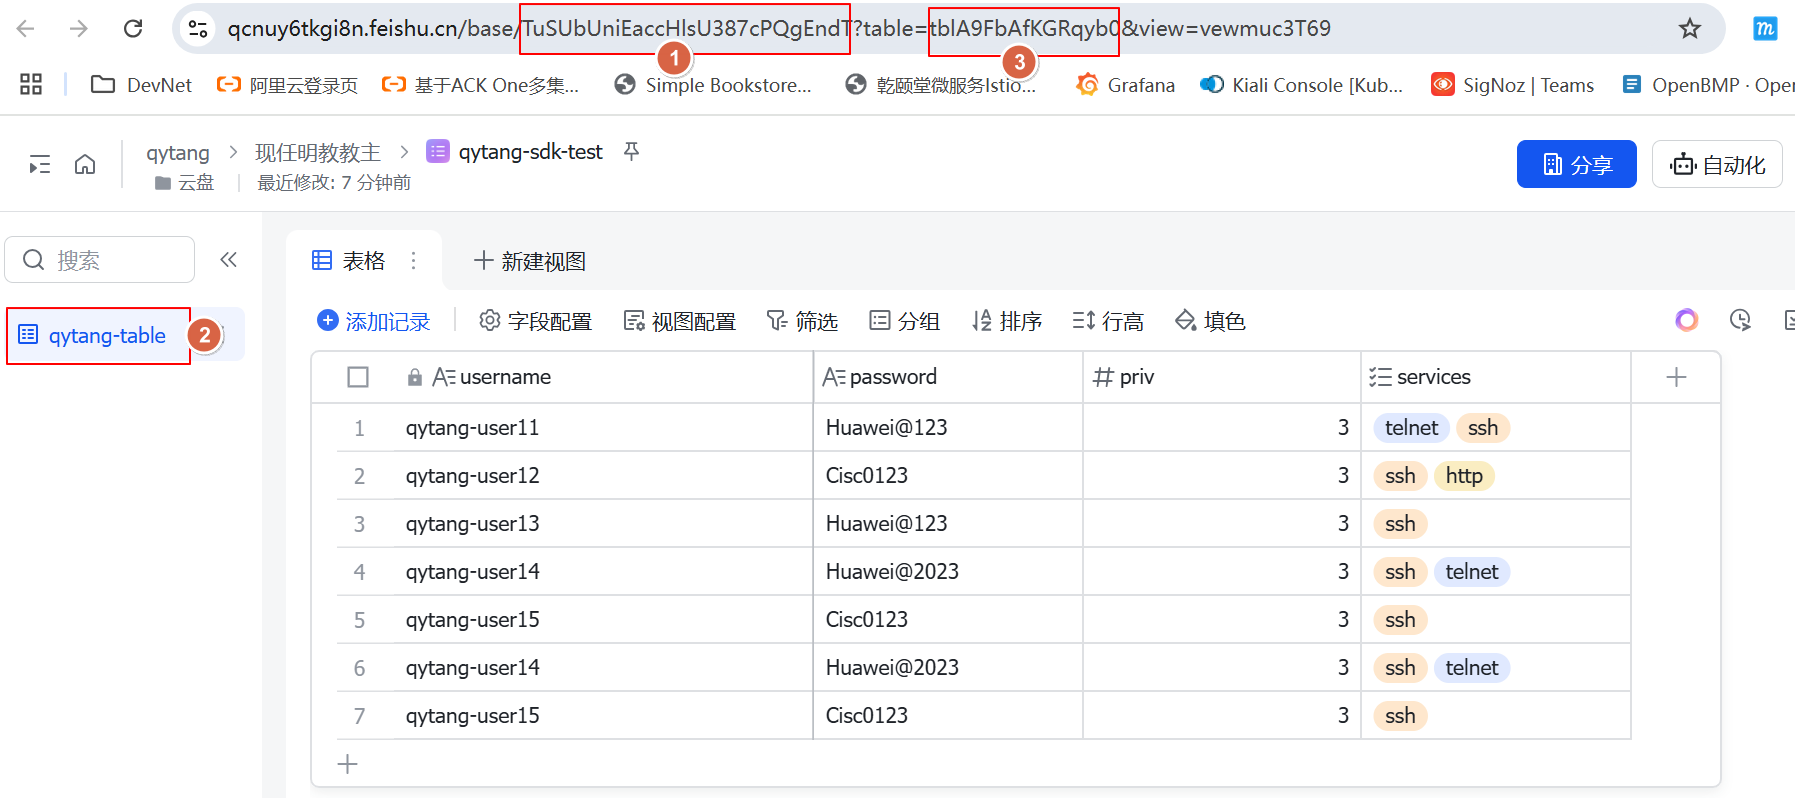 qcnuy6tkgi8n.feishu.cn/base/TuSUbUniEaccHlsU387cPQgEndT?table=tblA9FbAfKGRqyb0&view=vewmuc3T69
1
3
m
DevNet
阿里云登录页
基于ACK One多集...
Simple Bookstore...
乾颐堂微服务Istio...
Grafana
Kiali Console [Kub...
SigNoz | Teams
OpenBMP · Oper
qytang > 现任明教教主 > qytang-sdk-test
云盘 | 最近修改: 7 分钟前
分享
自动化
搜索
qytang-table
2
表格
新建视图
添加记录
字段配置
视图配置
筛选
分组
排序
行高
填色
username password priv services
1 qytang-user11 Huawei@123 3 telnet ssh
2 qytang-user12 Cisc0123 3 ssh http
3 qytang-user13 Huawei@123 3 ssh
4 qytang-user14 Huawei@2023 3 ssh telnet
5 qytang-user15 Cisc0123 3 ssh
6 qytang-user14 Huawei@2023 3 ssh telnet
7 qytang-user15 Cisc0123 3 ssh